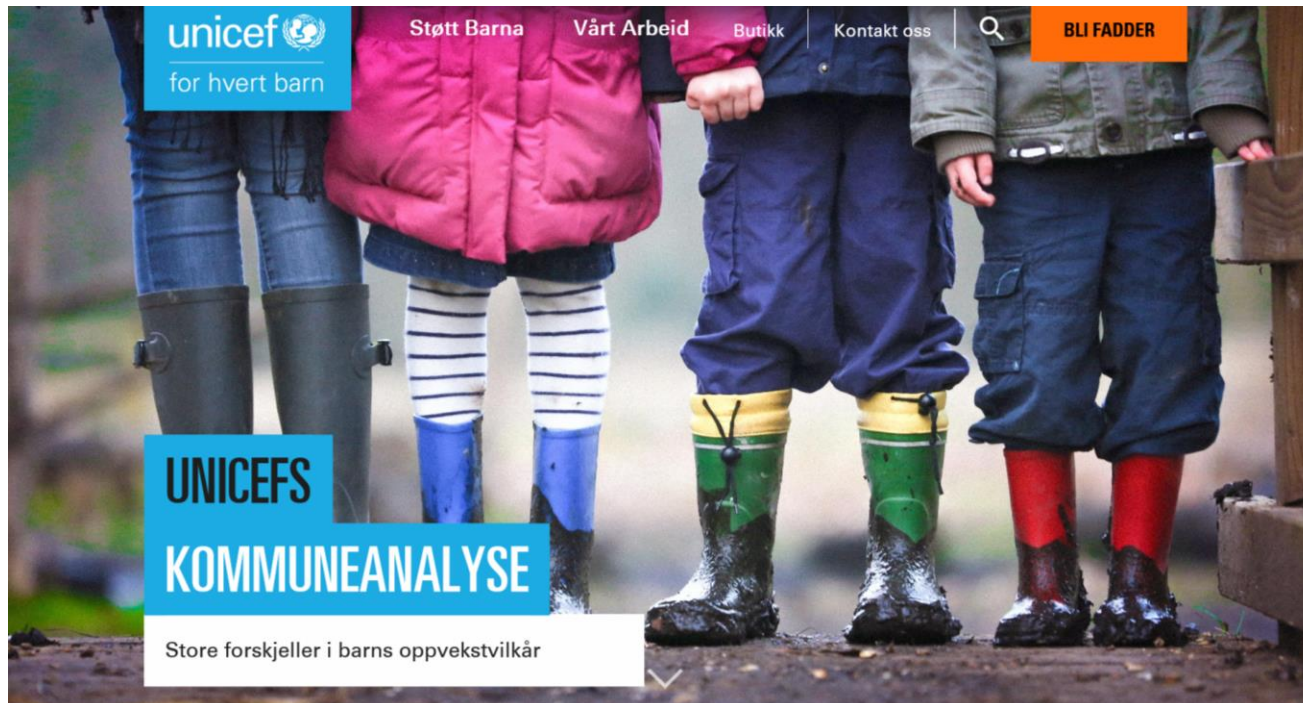 unicef
for hvert barn
Støtt Barna
Vårt Arbeid
Butikk
Kontakt oss
BLI FADDER
UNICEFS
KOMMUNEANALYSE
Store forskjeller i barns oppvekstvilkår